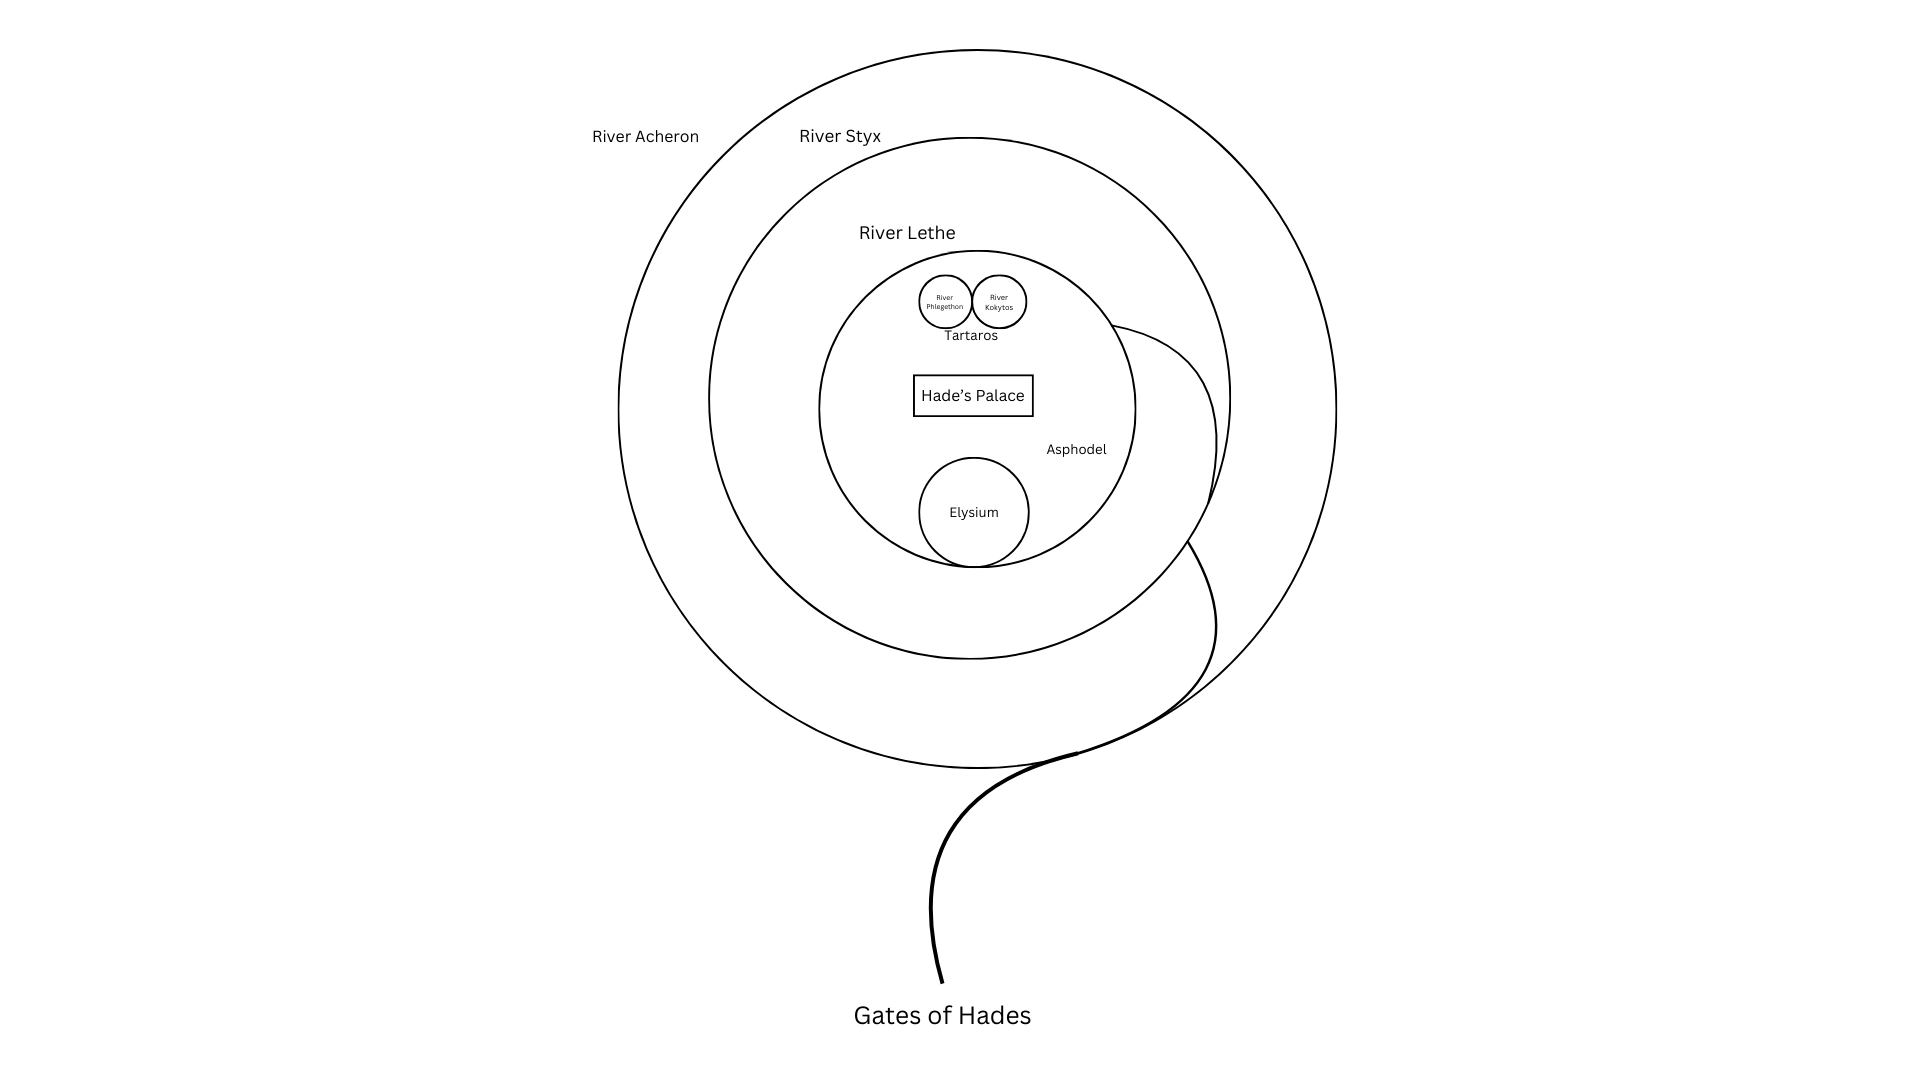 River Acheron
River Styx
River Lethe
River
Phlegethon
River
Kokytos
Tartaros
Hade’s Palace
Asphodel
Elysium
Gates of Hades